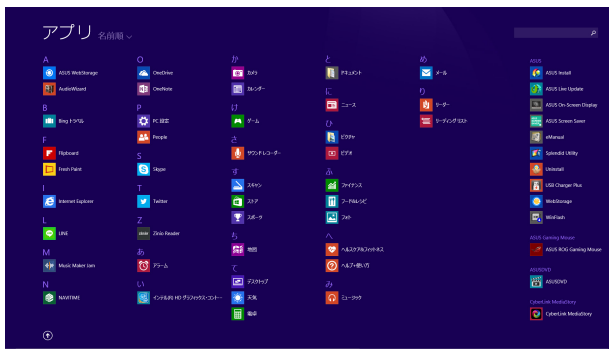 アプリ 名前順
A
ASUS WebStorage
AudioWizard
B
Bing トラベル
F
Flipboard
Fresh Paint
I
Internet Explorer
L
LINE
M
Music Maker Jam
N
NAVITIME
O
OneDrive
OneNote
P
PC 設定
People
S
Skype
T
Twitter
Z
Zinio Reader
あ
アラーム
い
インテル(R) HD グラフィックス・コント…
か
カメラ
カレンダー
け
ゲーム
さ
サウンド レコーダー
す
スキャン
ストア
スポーツ
ち
地図
て
デスクトップ
天気
電卓
と
ドキュメント
に
ニュース
ひ
ピクチャ
ビデオ
ふ
ファイナンス
フード&レシピ
フォト
へ
ヘルスケア&フィットネス
ヘルプ+使い方
み
ミュージック
め
メール
り
リーダー
リーディング リスト
ASUS
ASUS Install
ASUS Live Update
ASUS On-Screen Display
ASUS Screen Saver
eManual
Splendid Utility
Uninstall
USB Charger Plus
WebStorage
WinFlash
ASUS Gaming Mouse
ASUS ROG Gaming Mouse
ASUSDVD
ASUSDVD
CyberLink MediaStory
CyberLink MediaStory